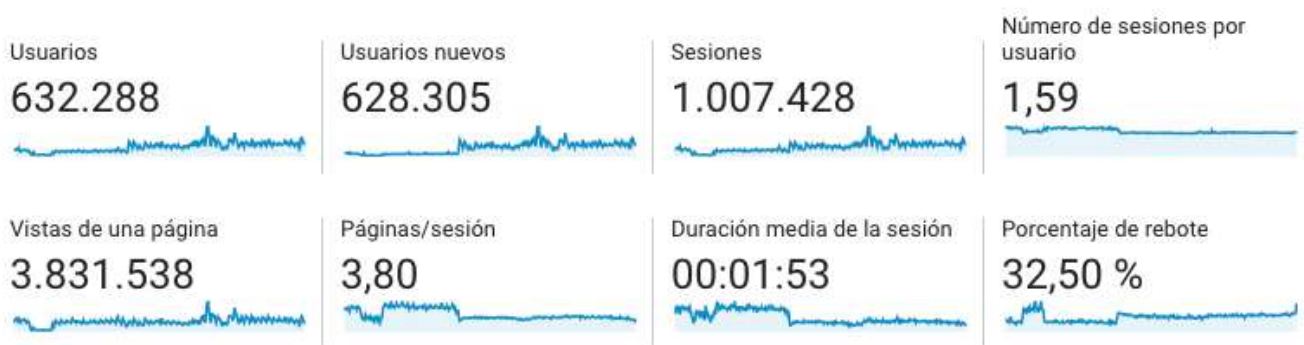 Usuarios
632.288
Usuarios nuevos
628.305
Sesiones
1.007.428
Número de sesiones por
usuario
1,59
Vistas de una página
3.831.538
Páginas/sesión
3,80
Duración media de la sesión
00:01:53
Porcentaje de rebote
32,50 %